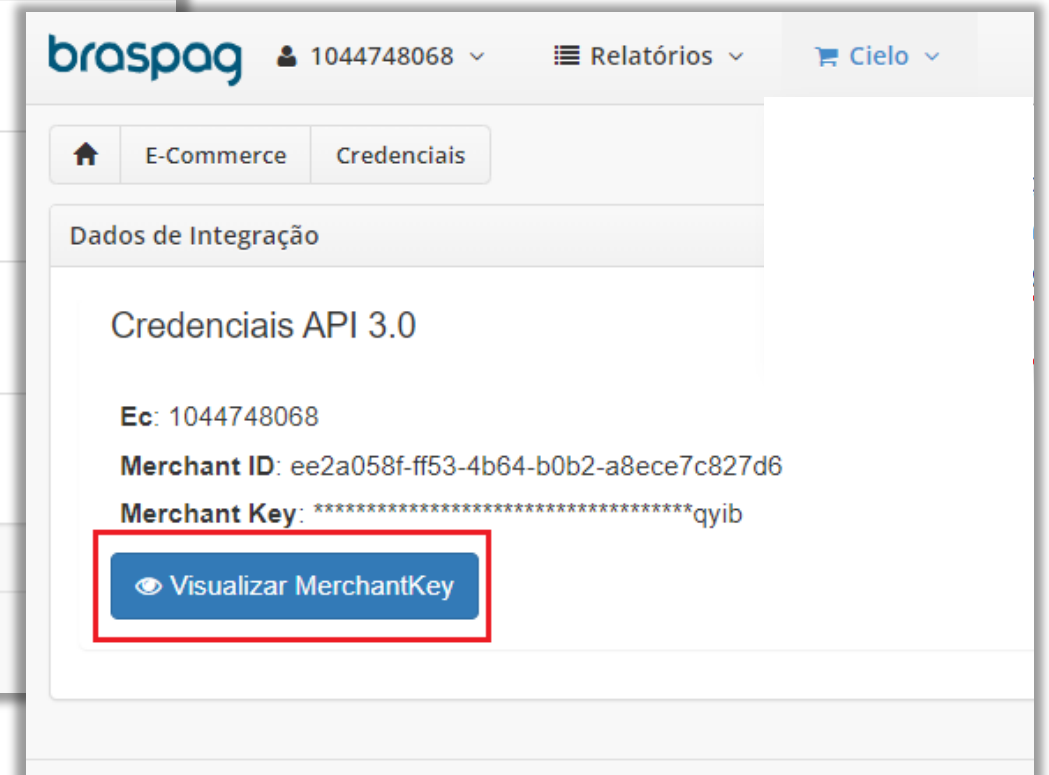 braspag 1044748068 Relatórios Cielo
E-Commerce Credenciais
Dados de Integração
Credenciais API 3.0
Ec: 1044748068
Merchant ID: ee2a058f-ff53-4b64-b0b2-a8ece7c827d6
Merchant Key: ************************************qyib
Visualizar MerchantKey